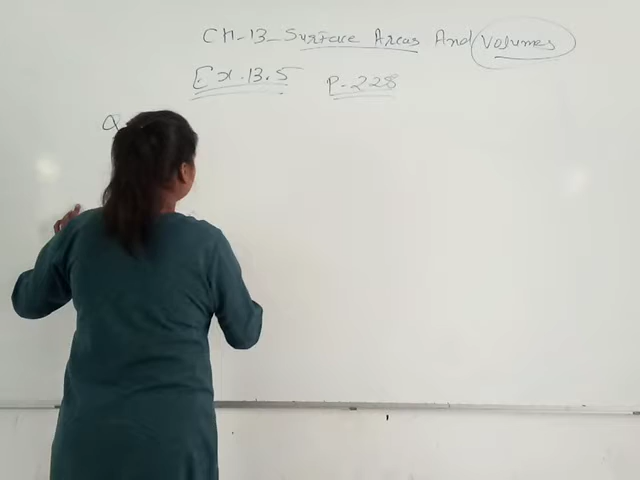 CH-13_Surface Areas And Volumes
Ex.13.5 P-228
Q